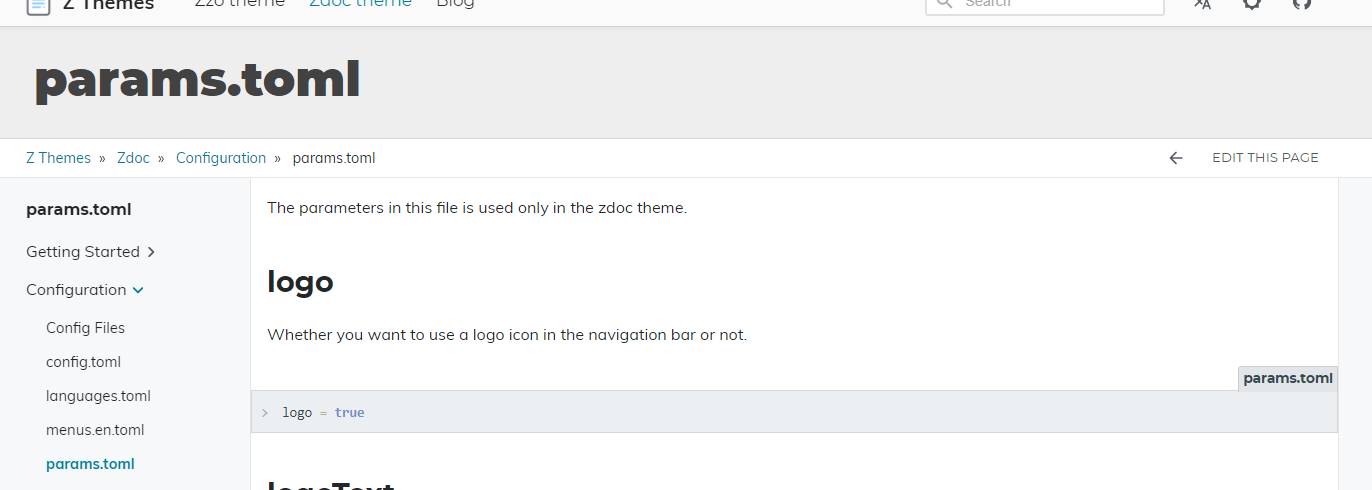 Z Themes
Zzo theme
Zdoc theme
Blog
Search
params.toml
Z Themes » Zdoc » Configuration » params.toml
EDIT THIS PAGE
params.toml
Getting Started
Configuration
Config Files
config.toml
languages.toml
menus.en.toml
params.toml
The parameters in this file is used only in the zdoc theme.
logo
Whether you want to use a logo icon in the navigation bar or not.
params.toml
logo = true
logoText